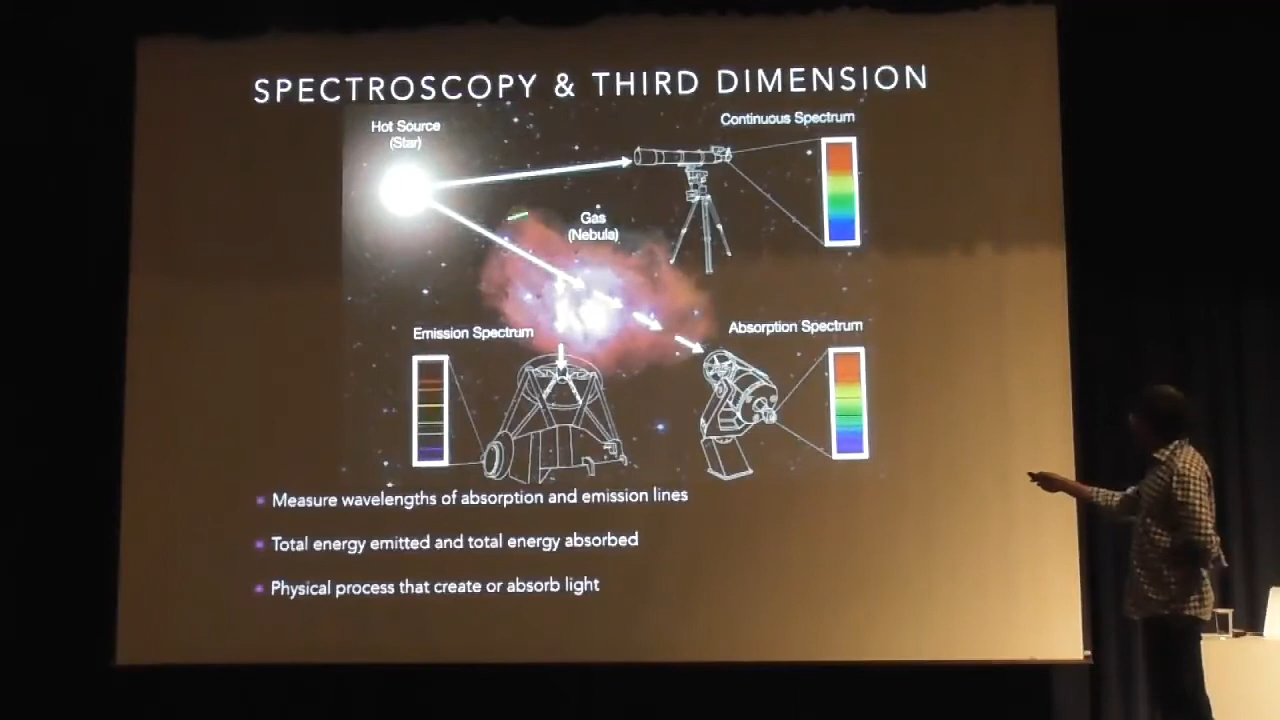 SPECTROSCOPY & THIRD DIMENSION
Hot Source
(Star)
Continuous Spectrum
Gas
(Nebula)
Emission Spectrum
Absorption Spectrum
Measure wavelengths of absorption and emission lines
Total energy emitted and total energy absorbed
Physical process that create or absorb light